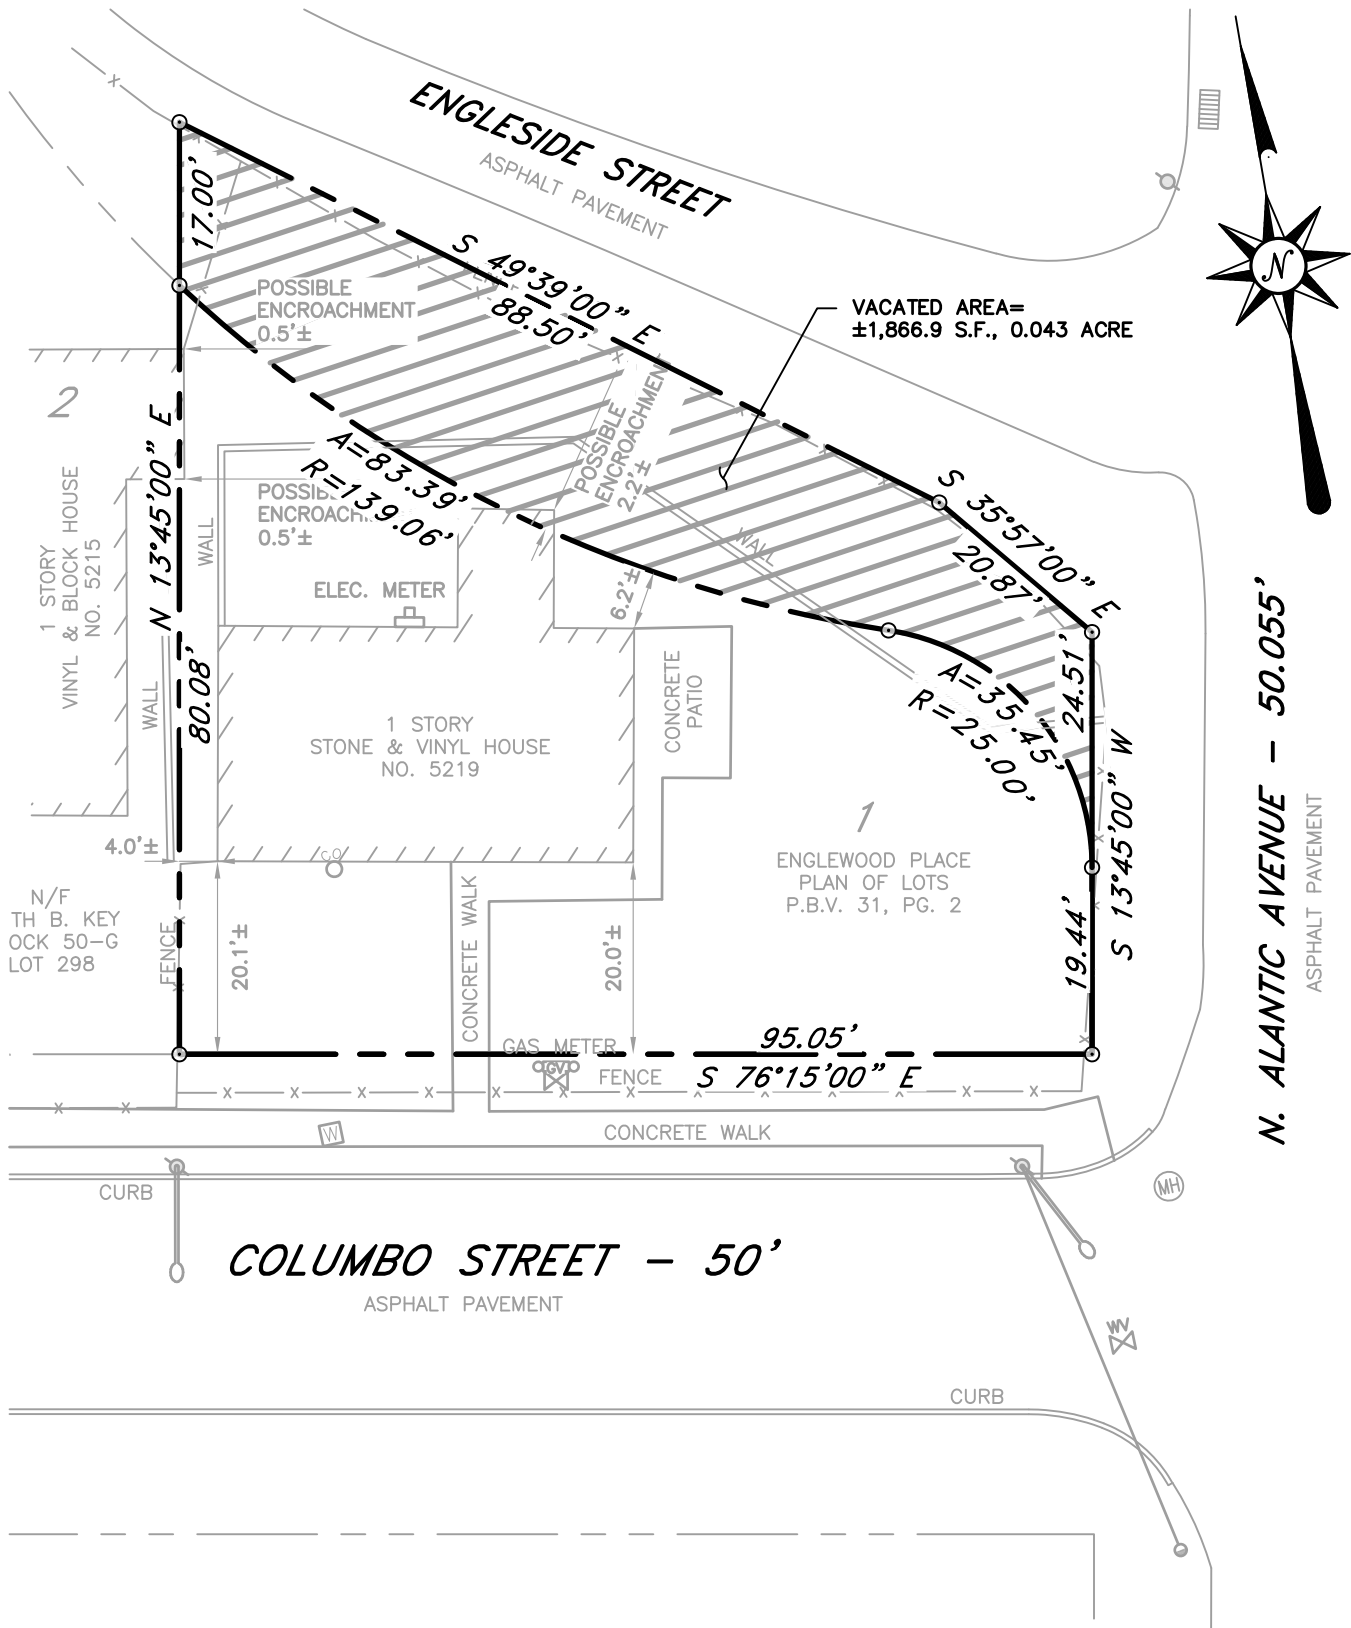 ENGLESIDE STREET
ASPHALT PAVEMENT
17.00'
S 49°39'00" E
88.50'
POSSIBLE
ENCROACHMENT
0.5'±
VACATED AREA=
±1,866.9 S.F., 0.043 ACRE
N
2
POSSIBLE
ENCROACHMENT
2.2'±
A=83.39'
R=139.06'
N 13°45'00" E
80.08'
1 STORY
VINYL & BLOCK HOUSE
NO. 5215
WALL
0.5'±
WALL
S 35°57'00" E
20.87'
ELEC. METER
6.2'±
24.51'
A=35.45'
R=25.00'
WALL
CONCRETE
PATIO
1 STORY
STONE & VINYL HOUSE
NO. 5219
1
ENGLEWOOD PLACE
PLAN OF LOTS
P.B.V. 31, PG. 2
S 13°45'00" W
19.44'
N. ALANTIC AVENUE - 50.055'
ASPHALT PAVEMENT
4.0'±
CO
N/F
TH B. KEY
OCK 50-G
LOT 298
FENCE
20.1'±
CONCRETE WALK
20.0'±
95.05'
S 76°15'00" E
GAS METER
GV
FENCE
W
CONCRETE WALK
CURB
MH
COLUMBO STREET - 50'
ASPHALT PAVEMENT
WV
CURB